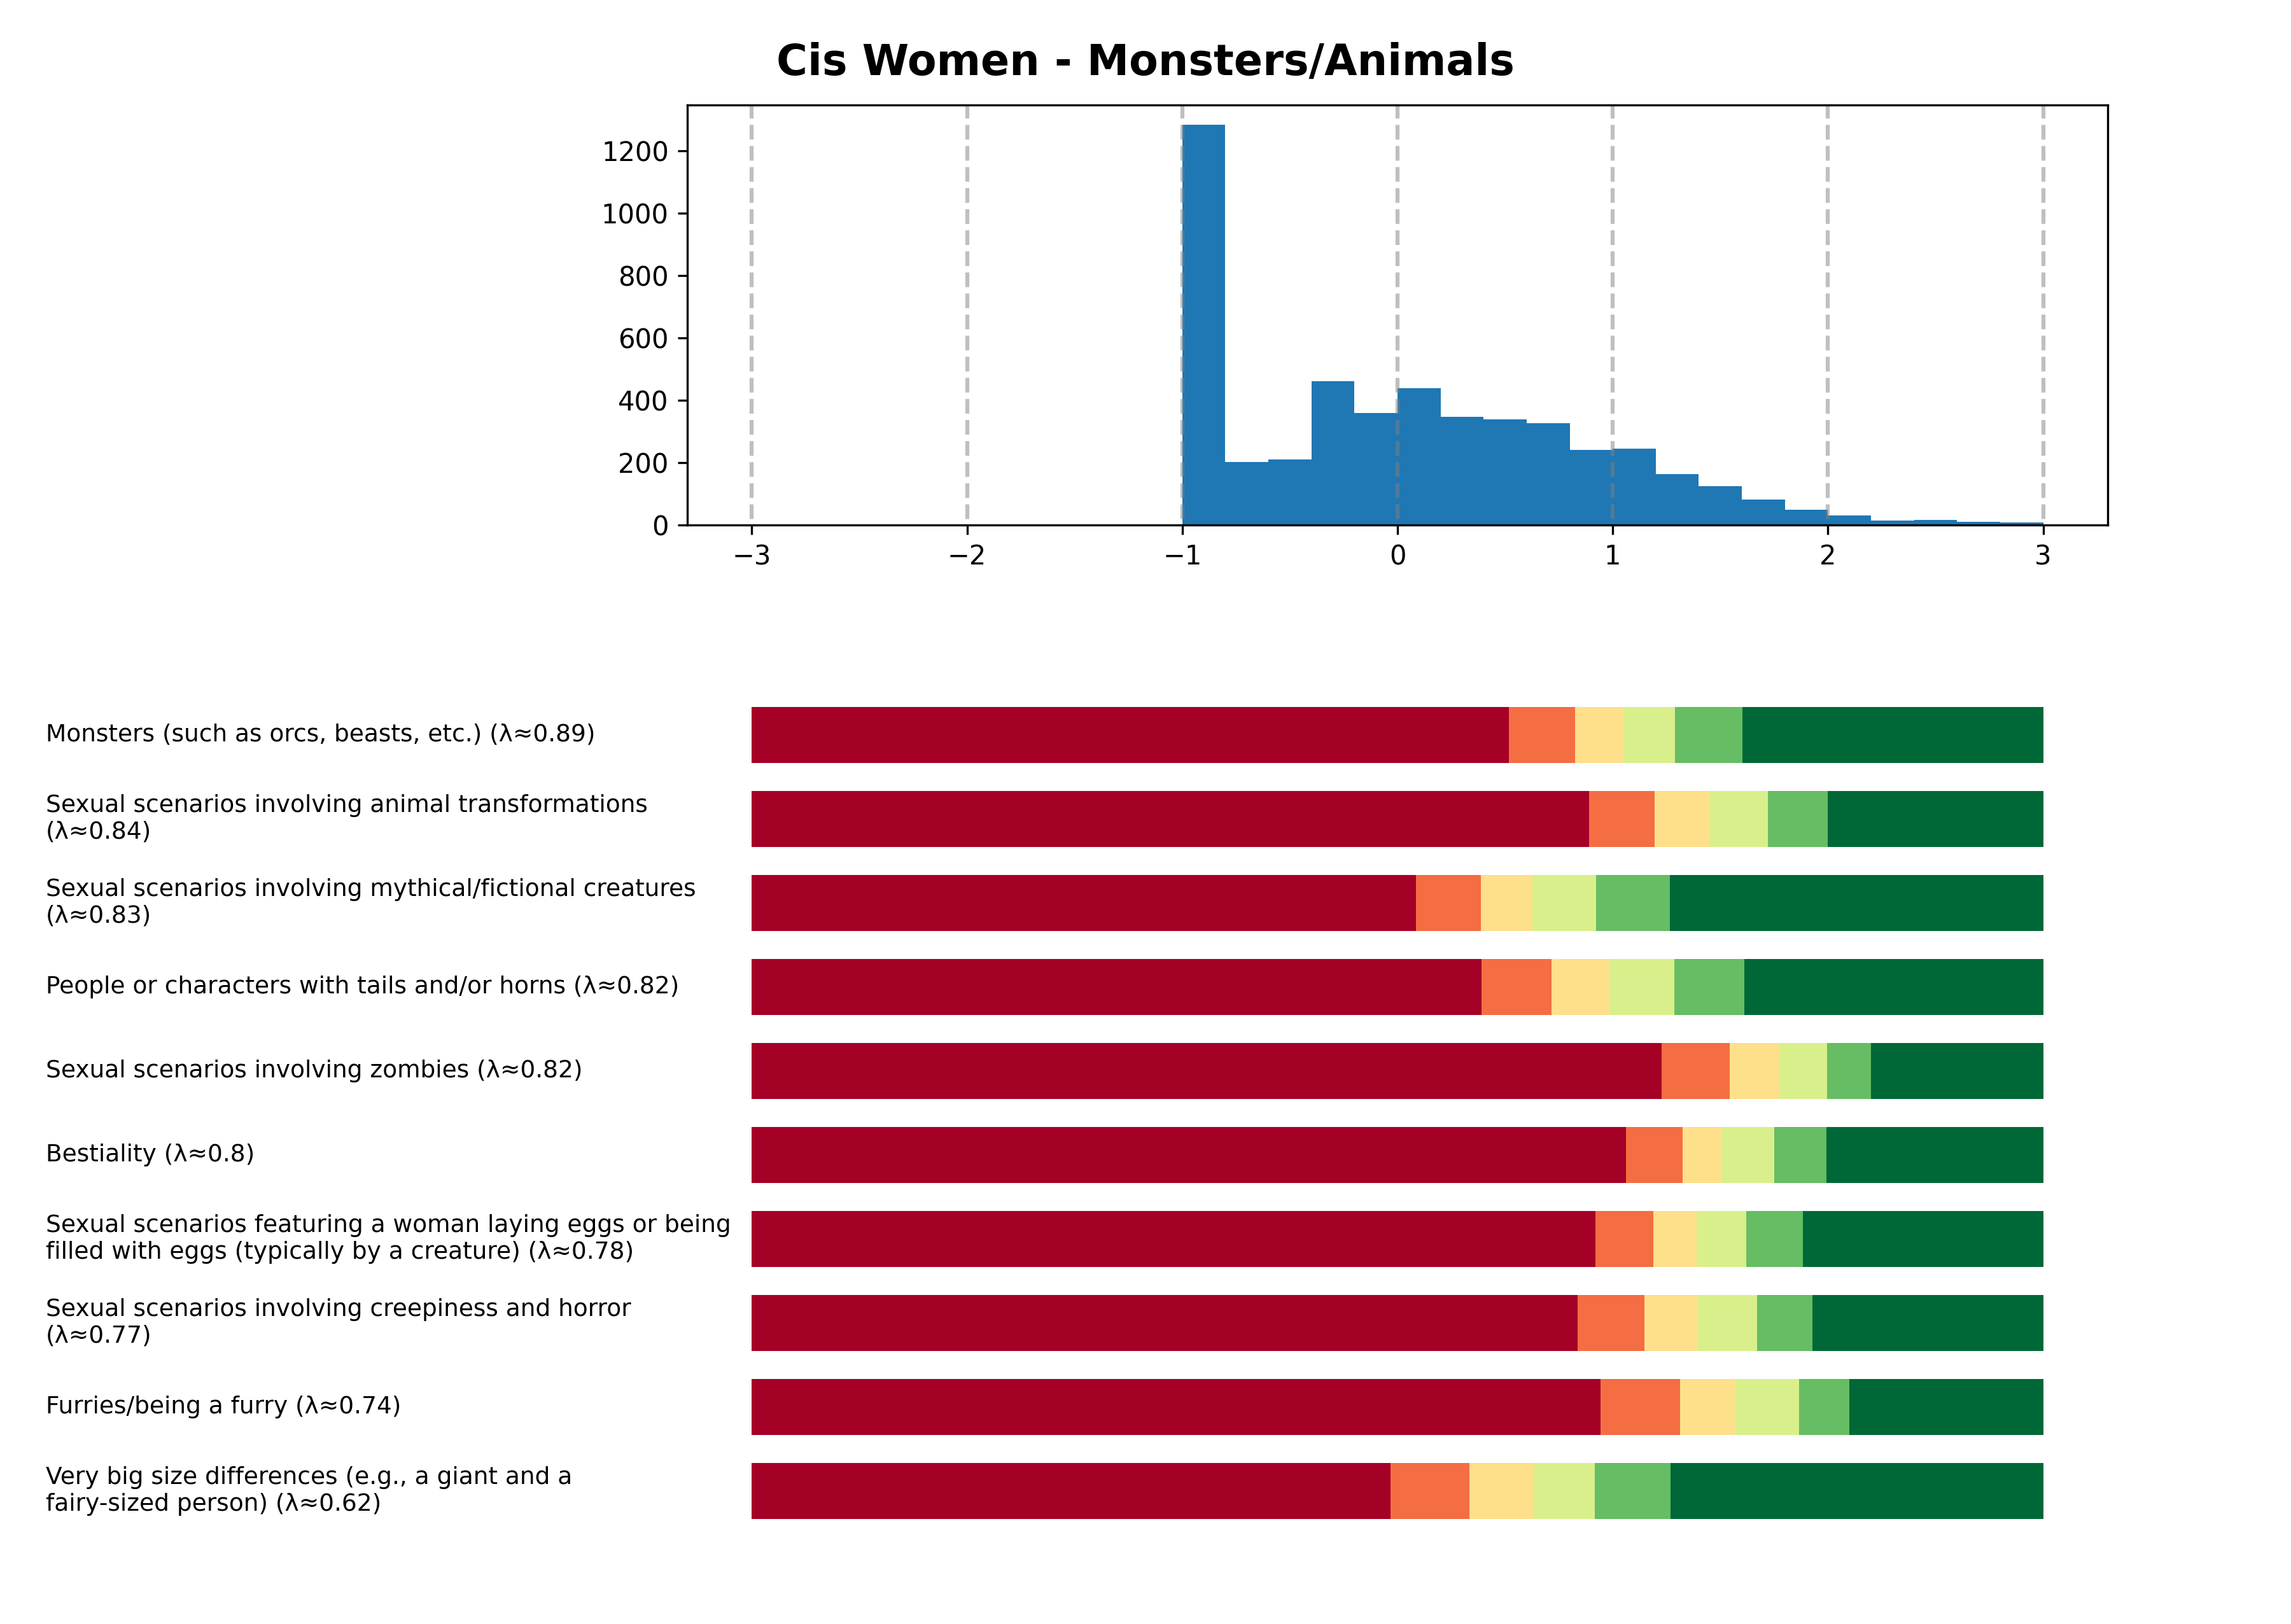 Cis Women - Monsters/Animals
1200
1000
800
600
400
200
0
−3 −2 −1 0 1 2 3
Monsters (such as orcs, beasts, etc.) (λ≈0.89)
Sexual scenarios involving animal transformations
(λ≈0.84)
Sexual scenarios involving mythical/fictional creatures
(λ≈0.83)
People or characters with tails and/or horns (λ≈0.82)
Sexual scenarios involving zombies (λ≈0.82)
Bestiality (λ≈0.8)
Sexual scenarios featuring a woman laying eggs or being
filled with eggs (typically by a creature) (λ≈0.78)
Sexual scenarios involving creepiness and horror
(λ≈0.77)
Furries/being a furry (λ≈0.74)
Very big size differences (e.g., a giant and a
fairy-sized person) (λ≈0.62)